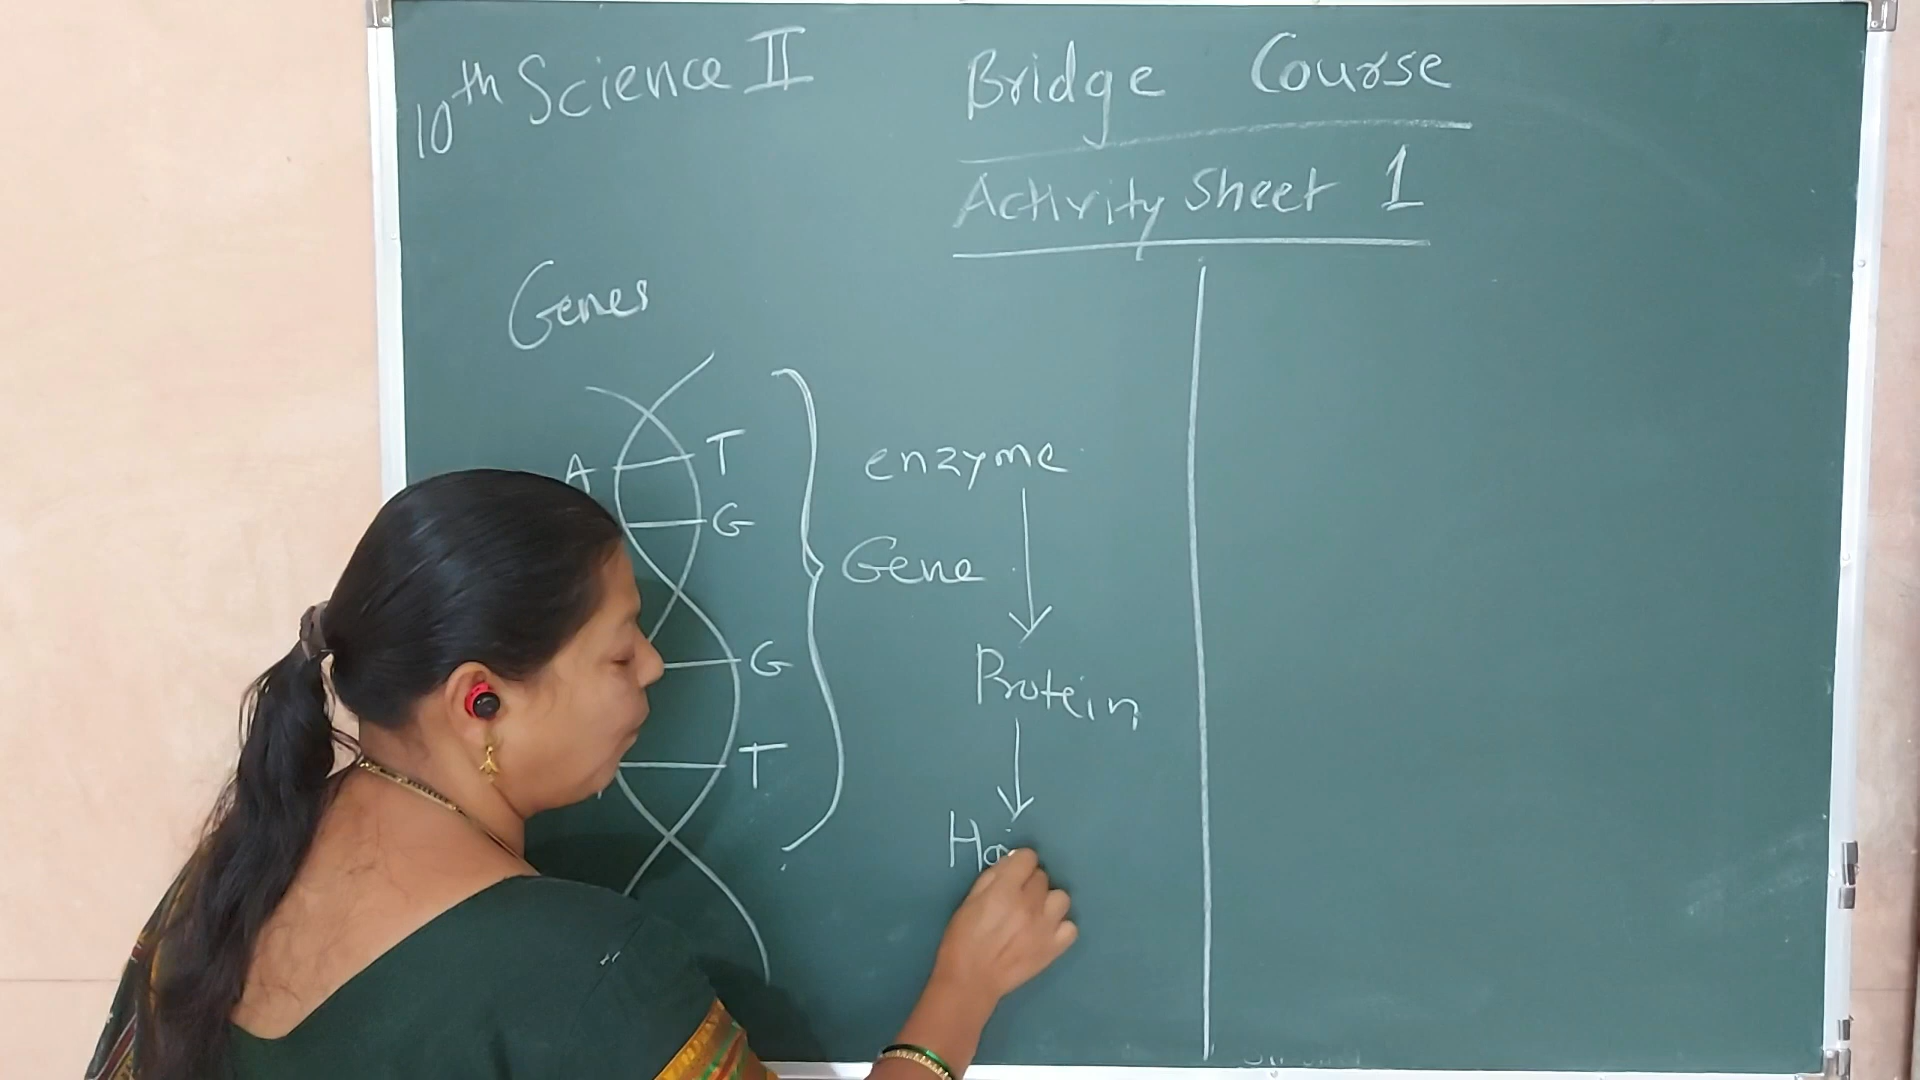 10th Science II
Bridge Course
Activity Sheet 1
Genes
A T
G
enzyme
Gene
Protein
G
T